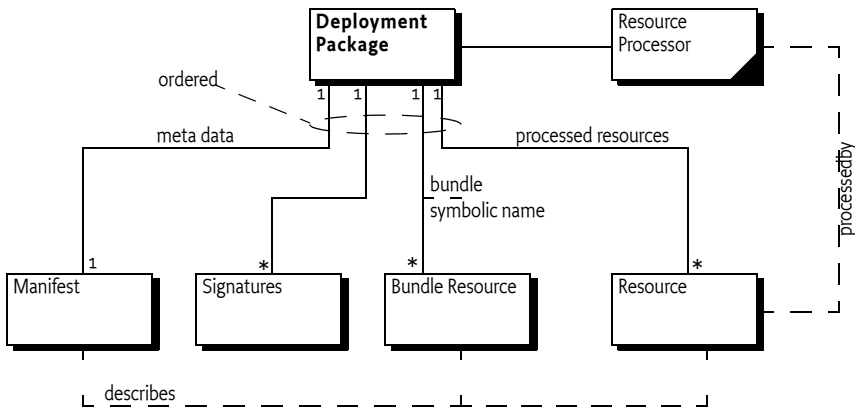 Deployment
Package
Resource
Processor
ordered
1
1
1
1
meta data
processed resources
bundle
symbolic name
processedby
1
*
*
*
Manifest
Signatures
Bundle Resource
Resource
describes